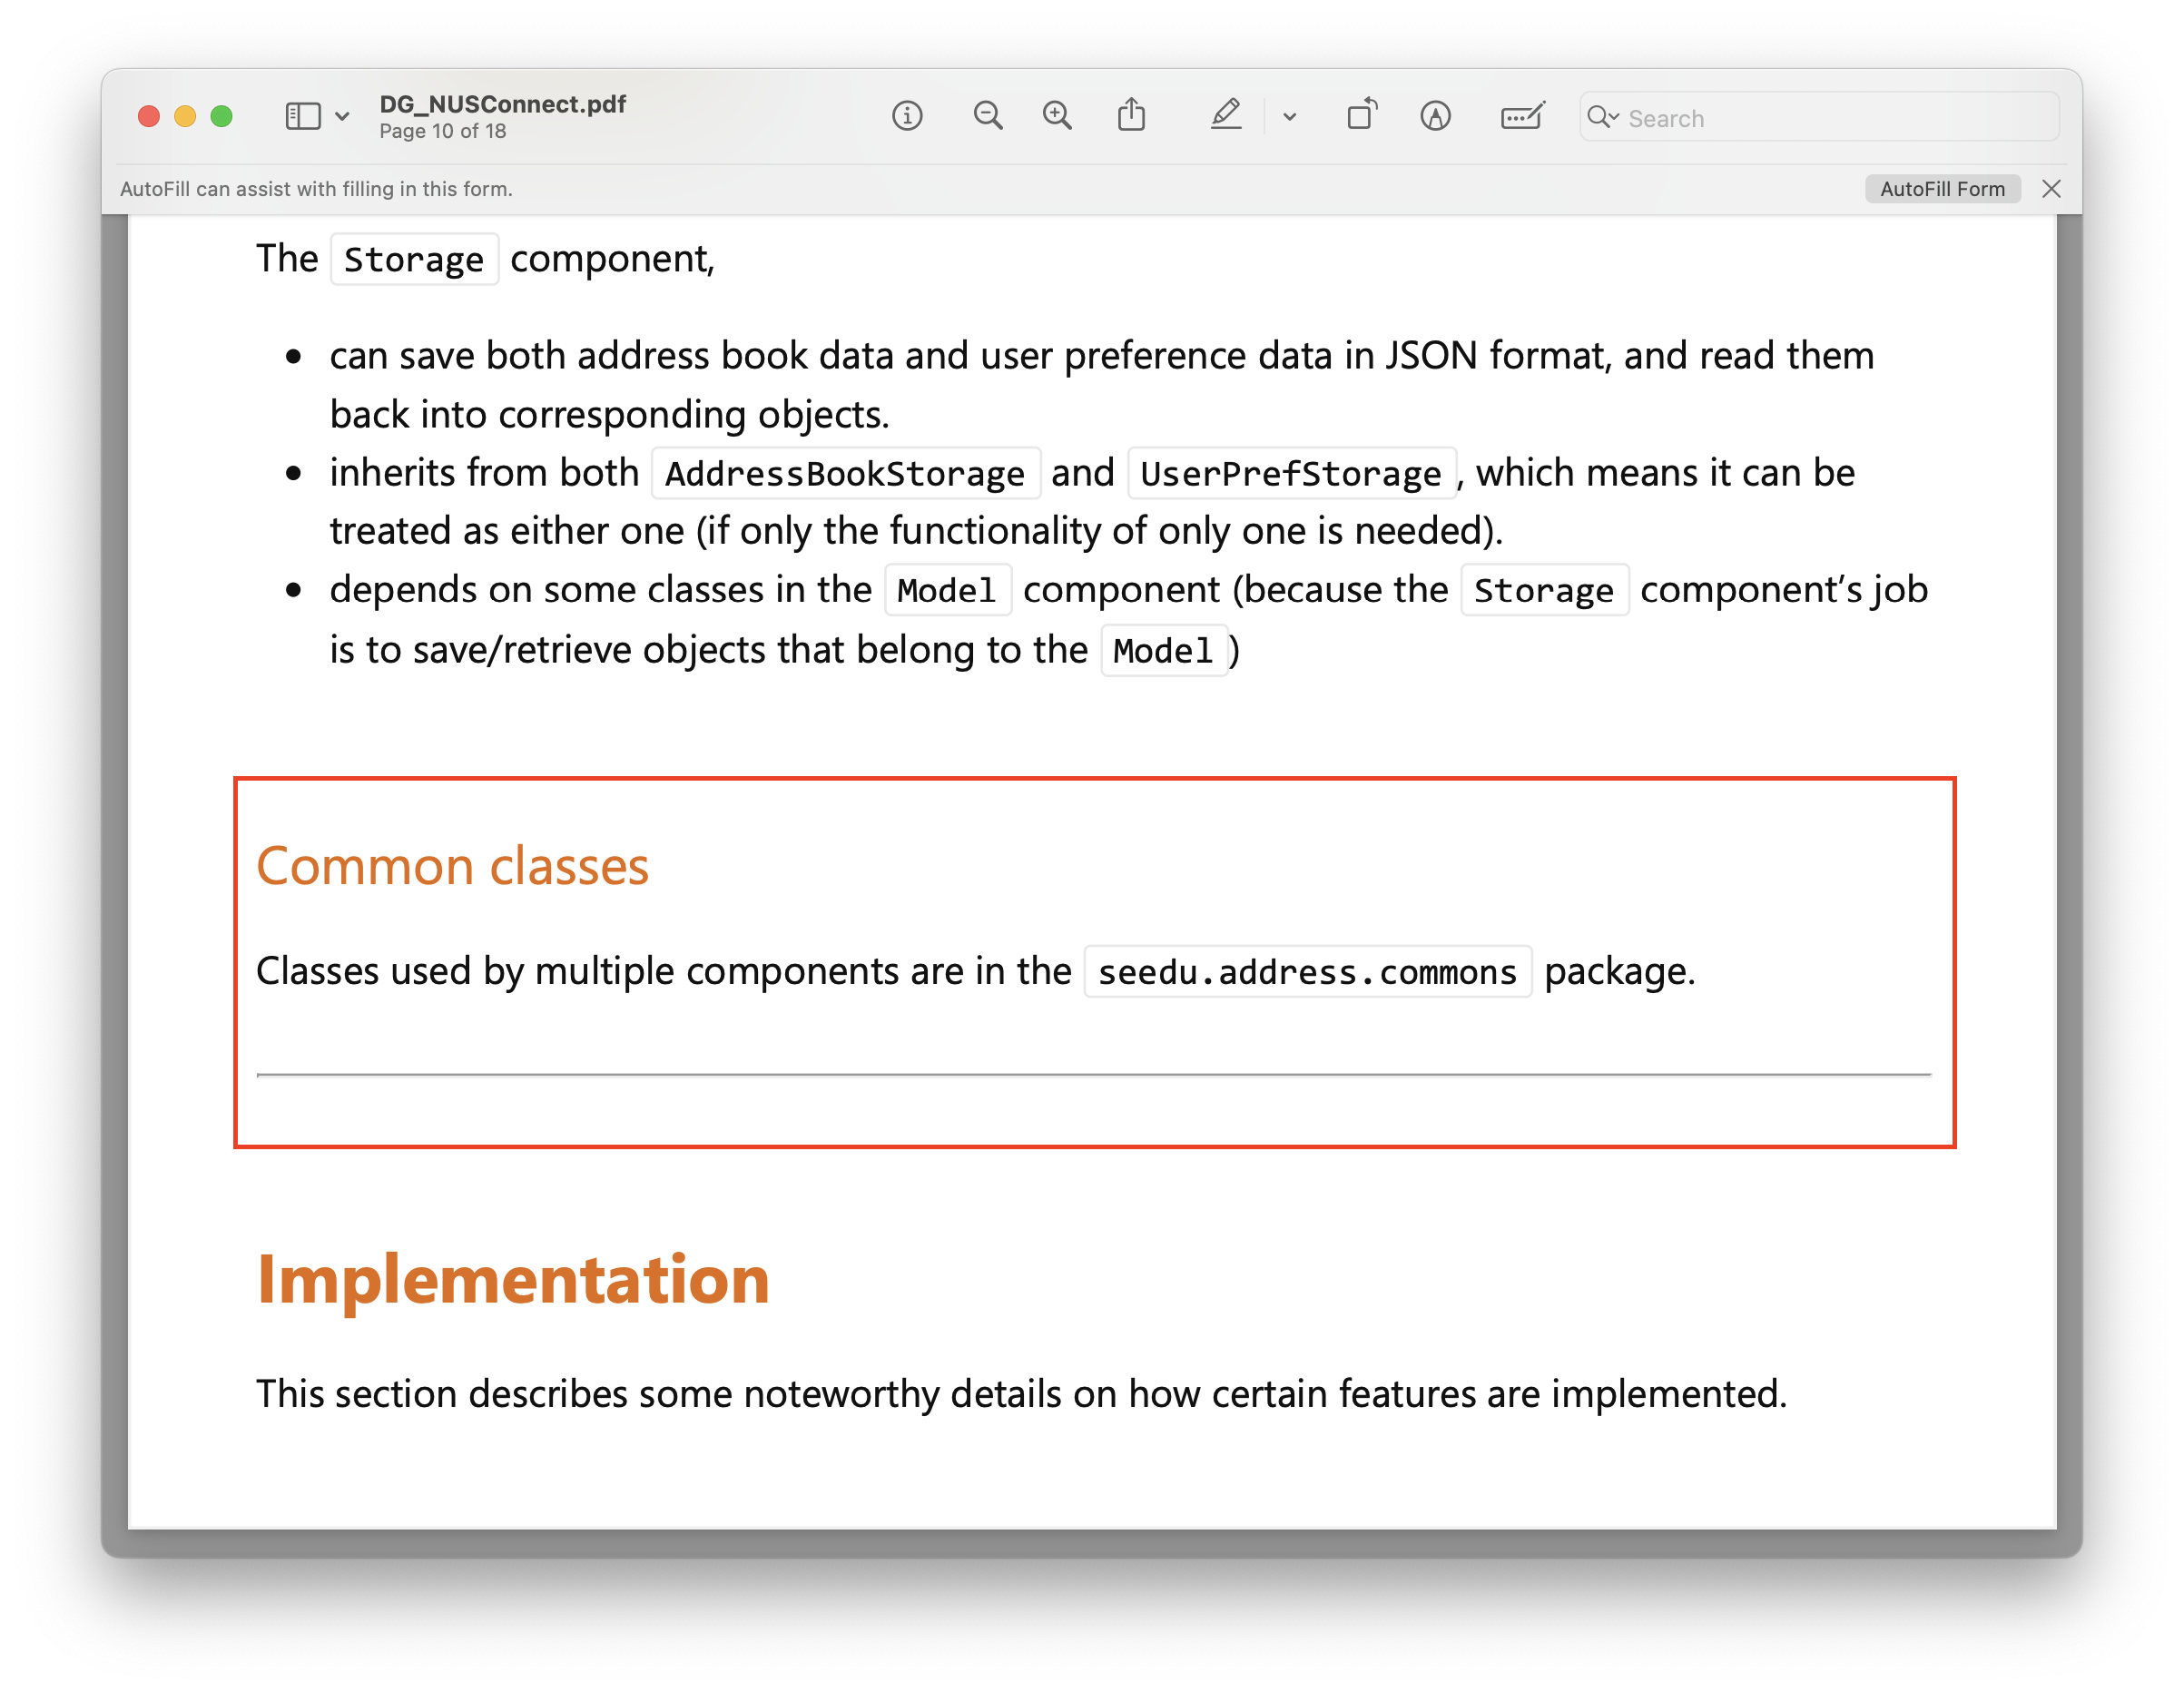 DG_NUSConnect.pdf
Page 10 of 18
Search
AutoFill can assist with filling in this form.
AutoFill Form
The Storage component,
• can save both address book data and user preference data in JSON format, and read them
back into corresponding objects.
• inherits from both AddressBookStorage and UserPrefStorage, which means it can be
treated as either one (if only the functionality of only one is needed).
• depends on some classes in the Model component (because the Storage component’s job
is to save/retrieve objects that belong to the Model)
Common classes
Classes used by multiple components are in the seedu.address.commons package.
Implementation
This section describes some noteworthy details on how certain features are implemented.